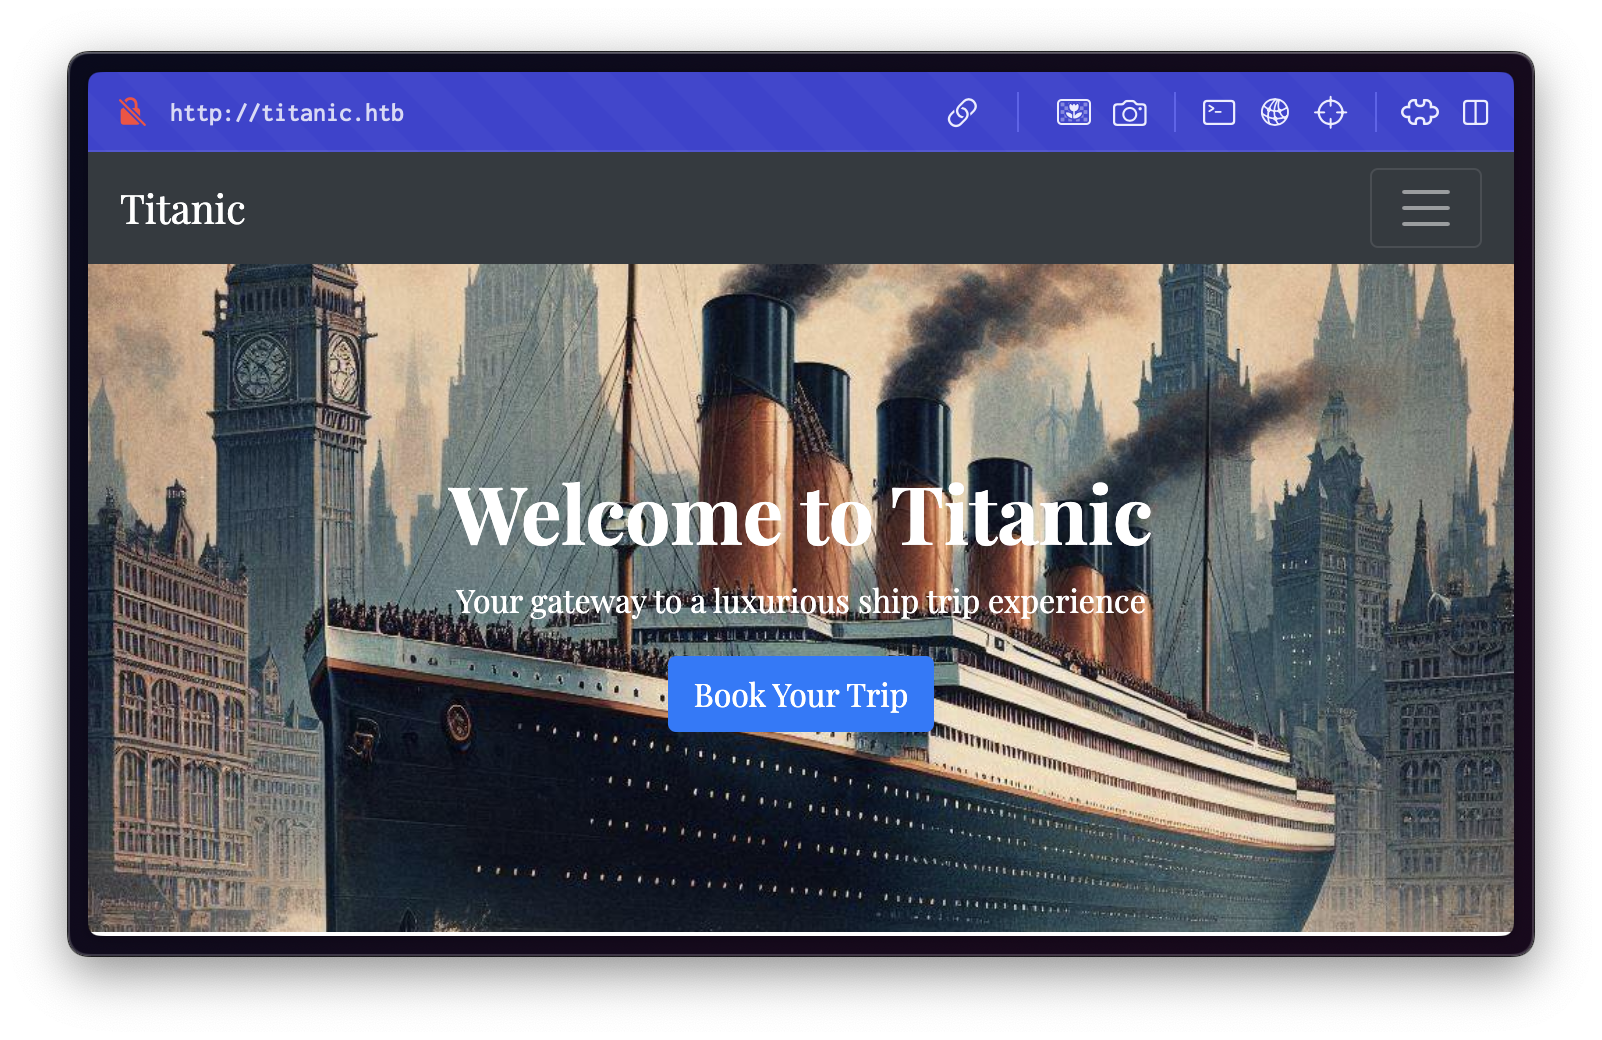 http://titanic.htb
Titanic
Welcome to Titanic
Your gateway to a luxurious ship trip experience
Book Your Trip